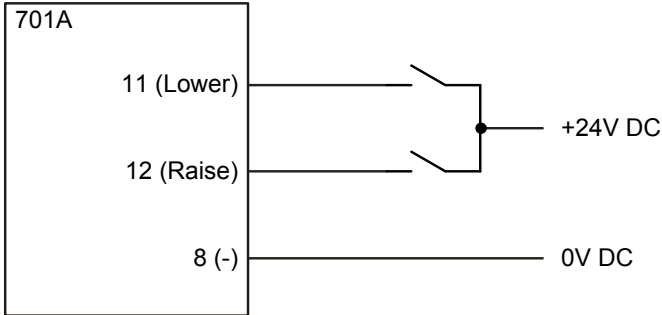 701A
11 (Lower)
+24V DC
12 (Raise)
8 (-)
0V DC